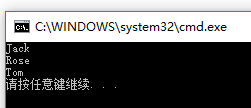 C:\WINDOWS\system32\cmd.exe
Jack
Rose
Tom
请按任意键继续. . .